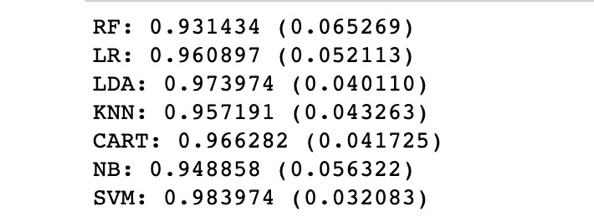 RF: 0.931434 (0.065269)
LR: 0.960897 (0.052113)
LDA: 0.973974 (0.040110)
KNN: 0.957191 (0.043263)
CART: 0.966282 (0.041725)
NB: 0.948858 (0.056322)
SVM: 0.983974 (0.032083)